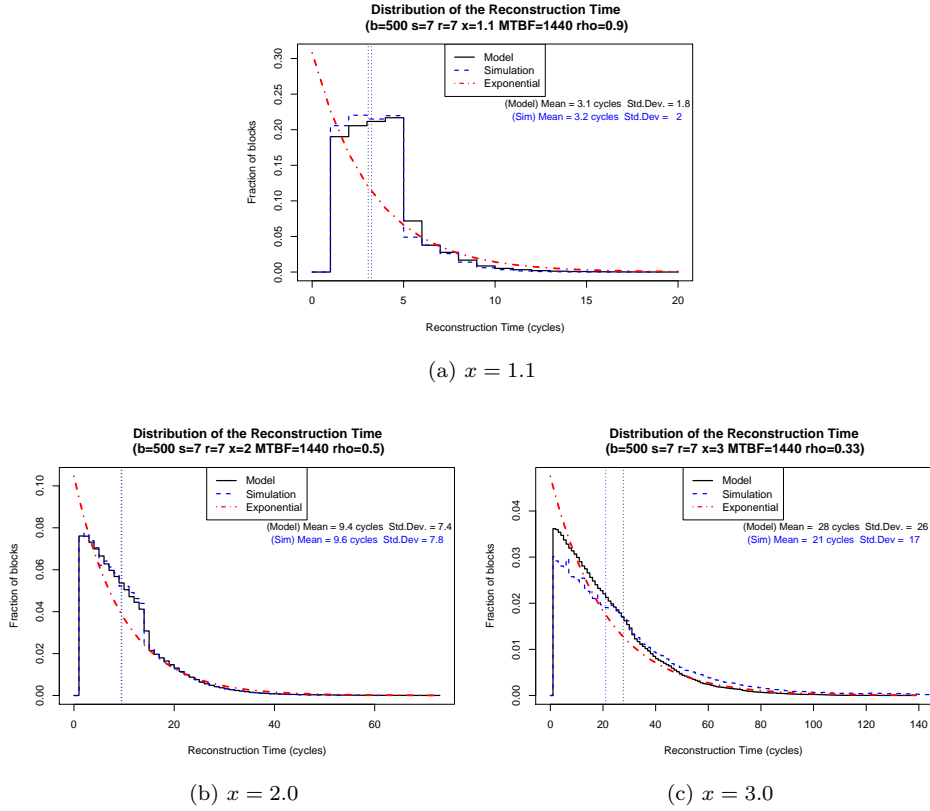 Distribution of the Reconstruction Time
(b=500 s=7 r=7 x=1.1 MTBF=1440 rho=0.9)
Model
Simulation
Exponential
(Model) Mean = 3.1 cycles Std.Dev. = 1.8
(Sim) Mean = 3.2 cycles Std.Dev = 2
Fraction of blocks
0.30
0.25
0.20
0.15
0.10
0.05
0.00
0 5 10 15 20
Reconstruction Time (cycles)
(a) x = 1.1
Distribution of the Reconstruction Time
(b=500 s=7 r=7 x=2 MTBF=1440 rho=0.5)
Model
Simulation
Exponential
(Model) Mean = 9.4 cycles Std.Dev. = 7.4
(Sim) Mean = 9.6 cycles Std.Dev = 7.8
Fraction of blocks
0.10
0.08
0.06
0.04
0.02
0.00
0 20 40 60
Reconstruction Time (cycles)
(b) x = 2.0
Distribution of the Reconstruction Time
(b=500 s=7 r=7 x=3 MTBF=1440 rho=0.33)
Model
Simulation
Exponential
(Model) Mean = 28 cycles Std.Dev. = 26
(Sim) Mean = 21 cycles Std.Dev = 17
Fraction of blocks
0.04
0.03
0.02
0.01
0.00
0 20 40 60 80 100 120 140
Reconstruction Time (cycles)
(c) x = 3.0